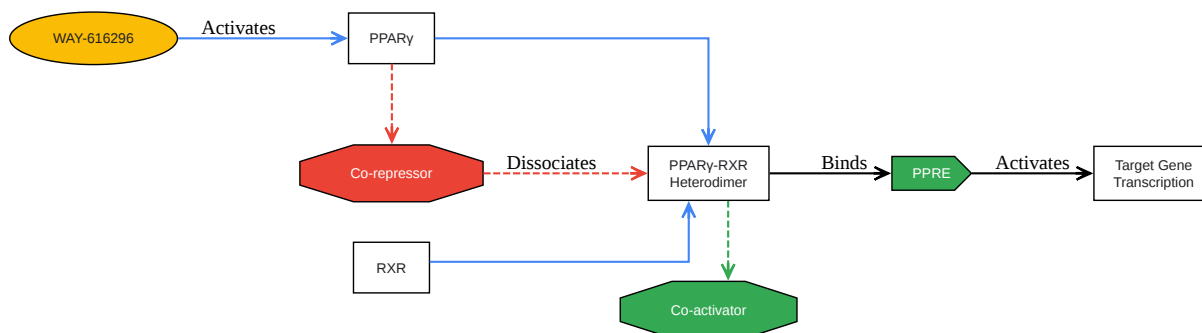 WAY-616296
Activates
PPARγ
Co-repressor
Dissociates
PPARγ-RXR
Heterodimer
Binds
PPRE
Activates
Target Gene
Transcription
RXR
Co-activator